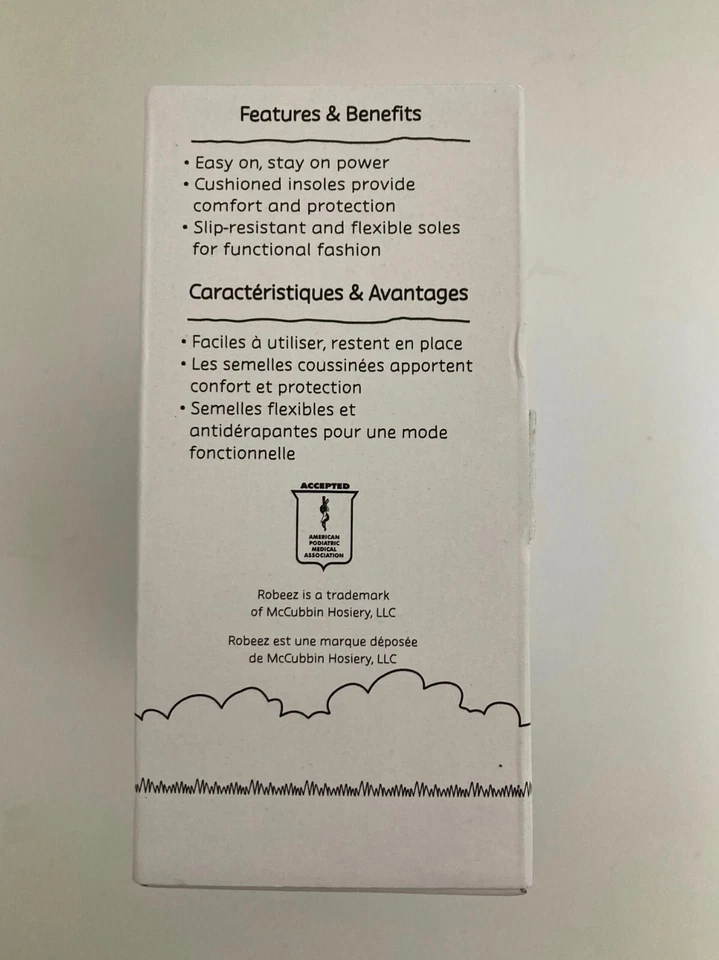 Features & Benefits
• Easy on, stay on power
• Cushioned insoles provide
comfort and protection
• Slip-resistant and flexible soles
for functional fashion
Caractéristiques & Avantages
• Faciles à utiliser, restent en place
• Les semelles coussinées apportent
confort et protection
• Semelles flexibles et
antidérapantes pour une mode
fonctionnelle
ACCEPTED
AMERICAN
PODIATRIC
MEDICAL
ASSOCIATION
Robeez is a trademark
of McCubbin Hosiery, LLC
Robeez est une marque déposée
de McCubbin Hosiery, LLC